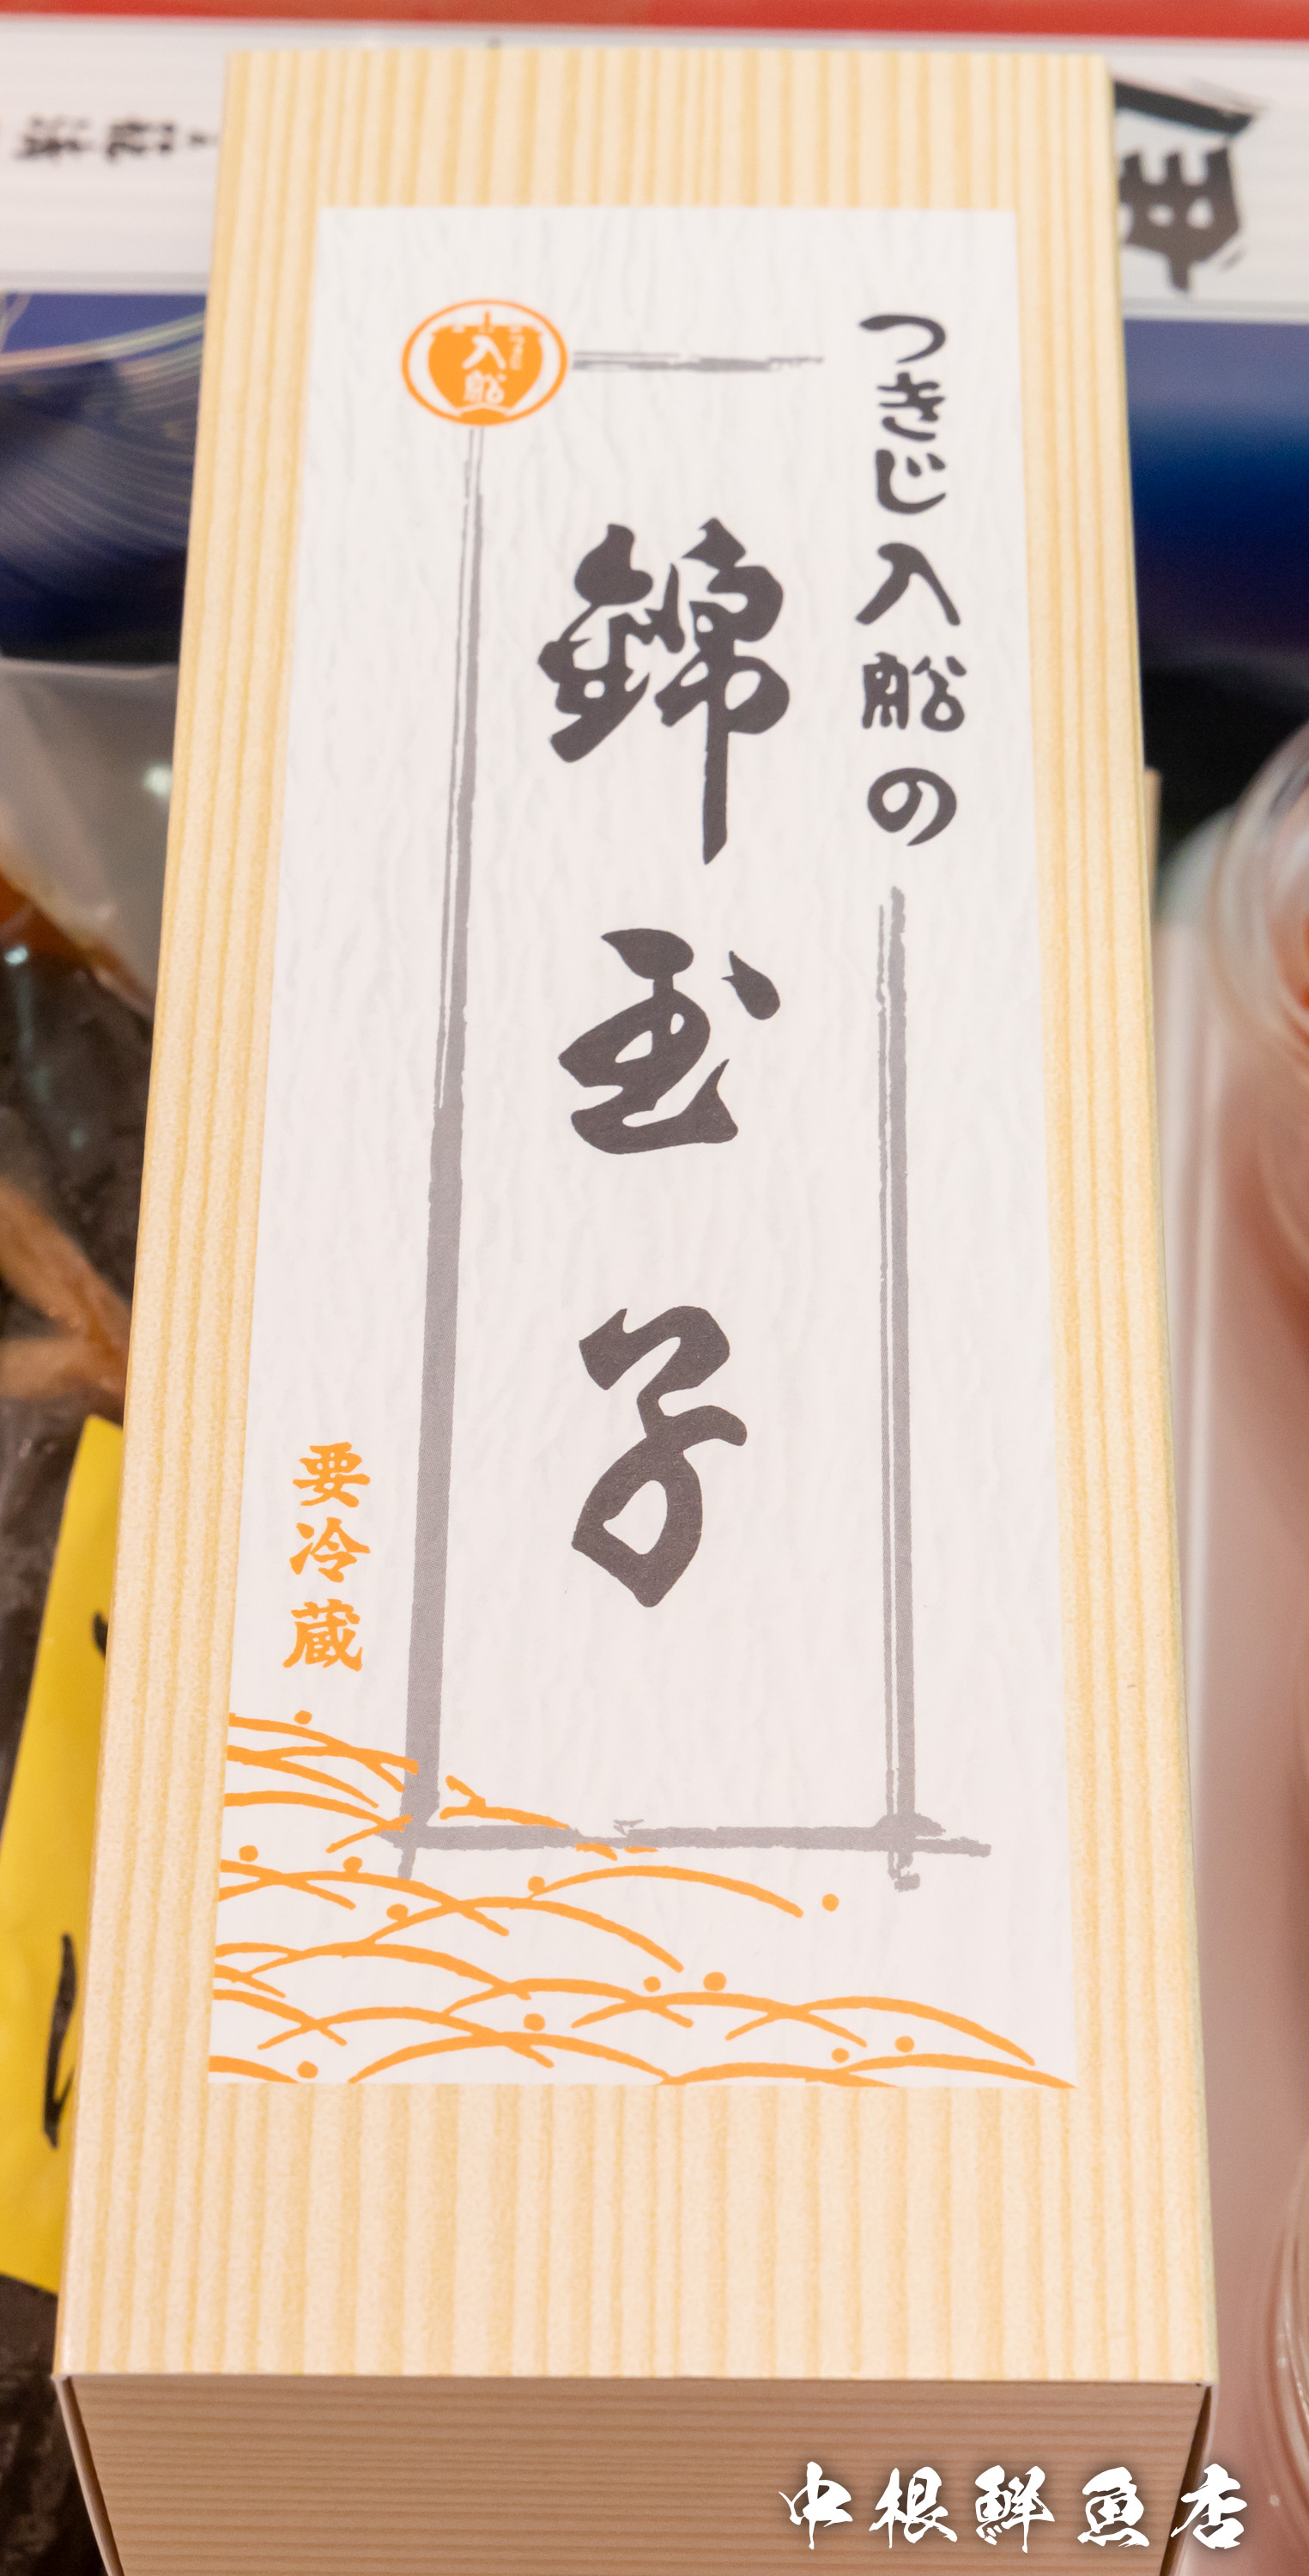 つきじ入船の
錦玉子
入船
要冷蔵
中根鮮魚店